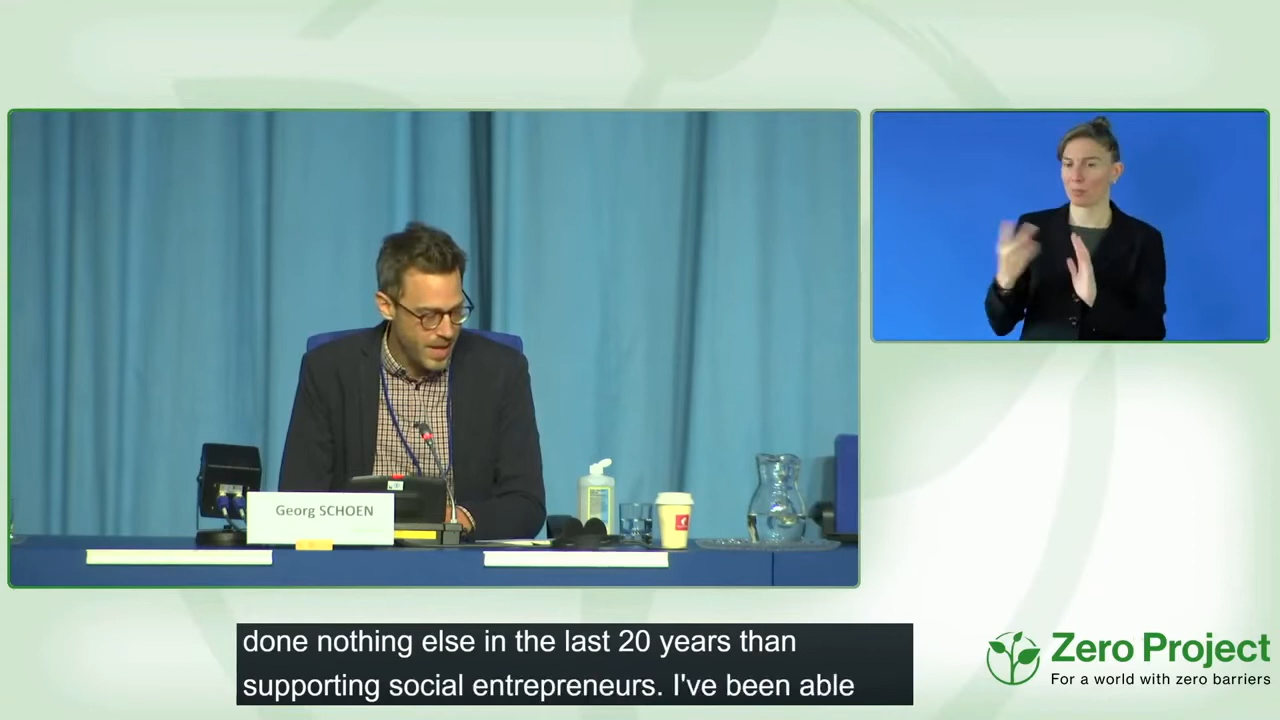 Georg SCHOEN
done nothing else in the last 20 years than
supporting social entrepreneurs. I've been able
Zero Project
For a world with zero barriers